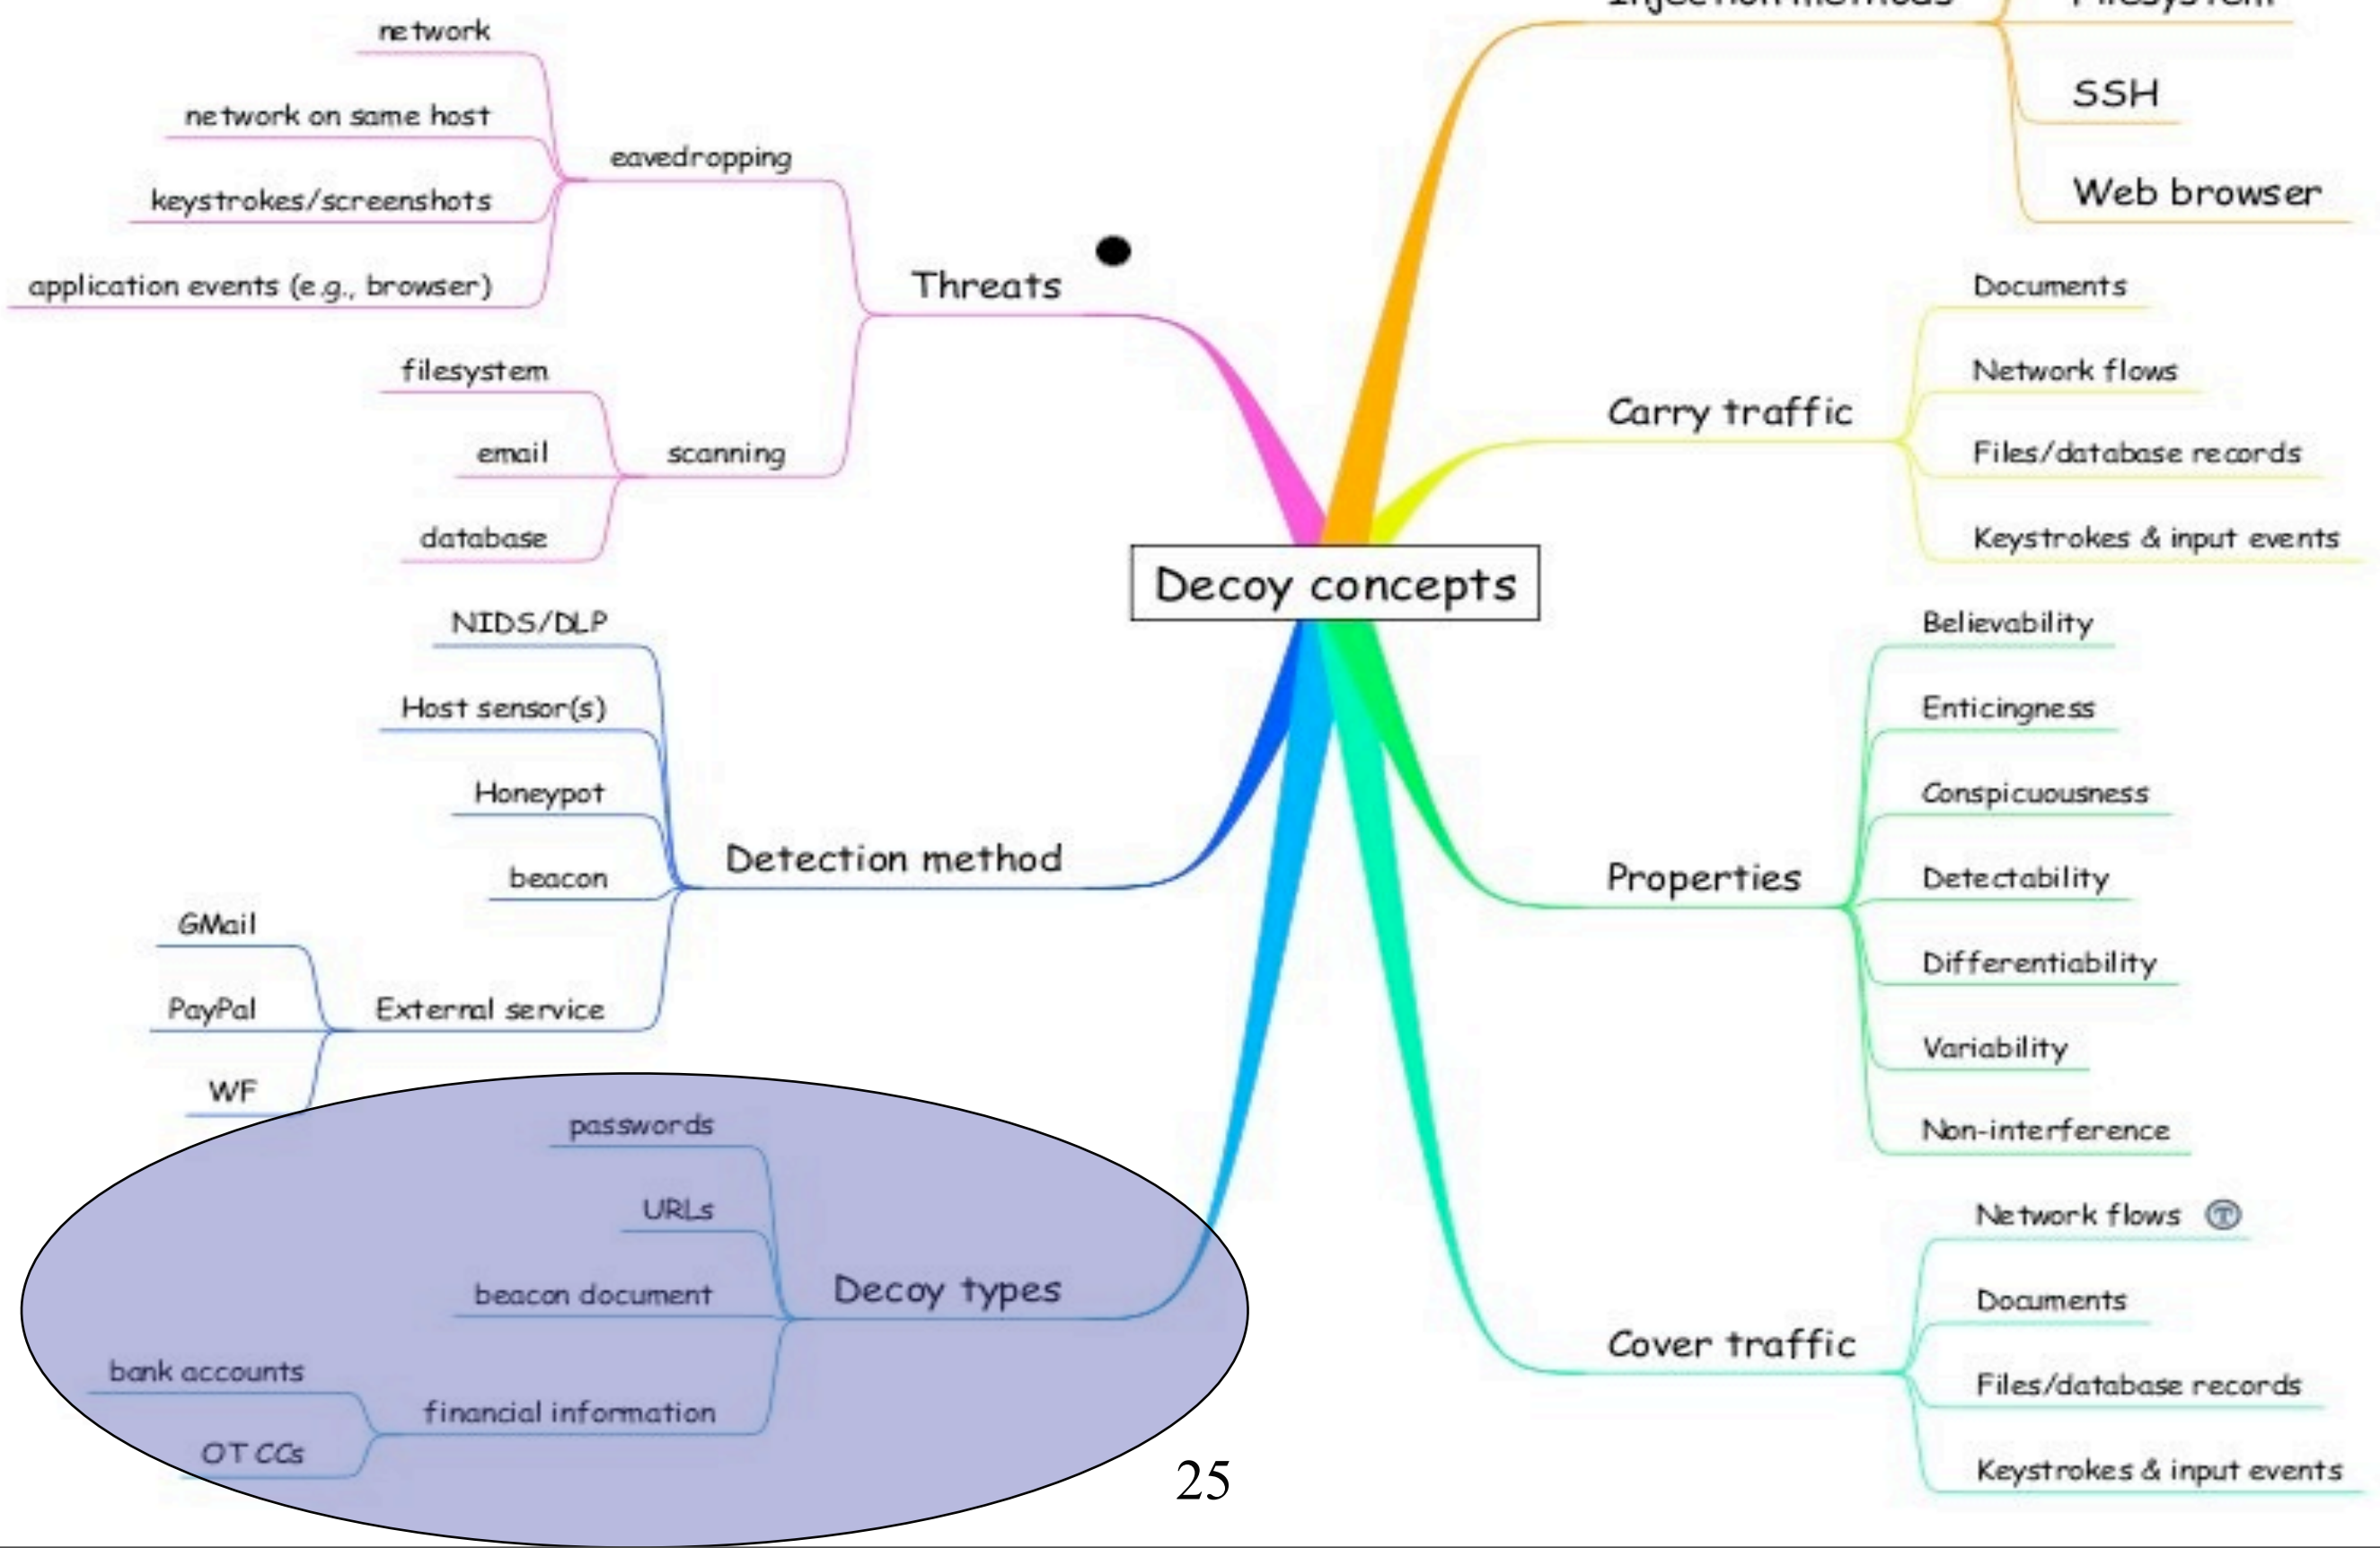 Injection methods
Filesystem
SSH
Web browser
network
network on same host
keystrokes/screenshots
application events (e.g., browser)
eavedropping
Threats
filesystem
email
database
scanning
Documents
Network flows
Files/database records
Keystrokes & input events
Carry traffic
Decoy concepts
NIDS/DLP
Host sensor(s)
Honeypot
beacon
External service
GMail
PayPal
WF
Detection method
Properties
Believability
Enticingness
Conspicuousness
Detectability
Differentiability
Variability
Non-interference
passwords
URLs
beacon document
financial information
bank accounts
OT CCs
Decoy types
Cover traffic
Network flows T
Documents
Files/database records
Keystrokes & input events
25